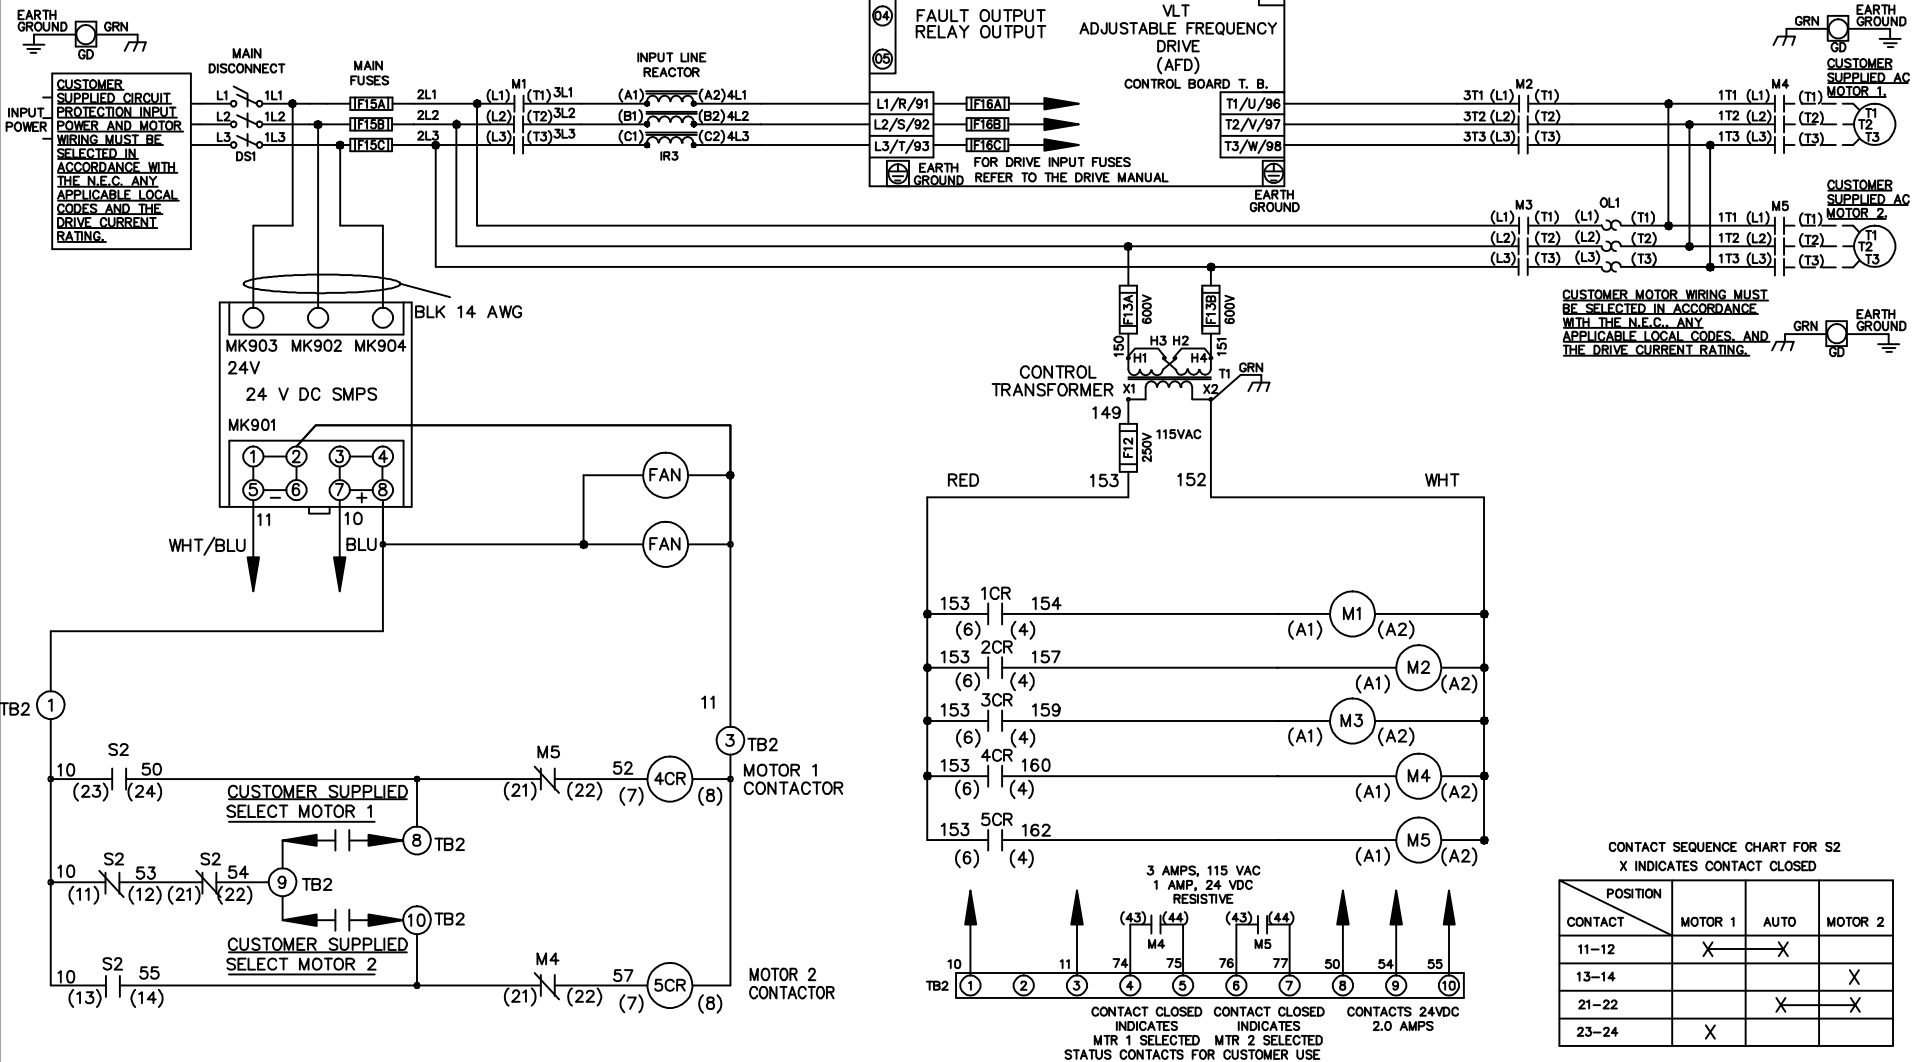 EARTH
GROUND
GRN
GD
MAIN
DISCONNECT
MAIN
FUSES
INPUT LINE
REACTOR
04
FAULT OUTPUT
RELAY OUTPUT
05
VLT
ADJUSTABLE FREQUENCY
DRIVE
(AFD)
CONTROL BOARD T. B.
EARTH
GROUND
GRN
GD
CUSTOMER
SUPPLIED AC
MOTOR 1.
INPUT
POWER
CUSTOMER
SUPPLIED CIRCUIT
PROTECTION INPUT
POWER AND MOTOR
WIRING MUST BE
SELECTED IN
ACCORDANCE WITH
THE N.E.C. ANY
APPLICABLE LOCAL
CODES AND THE
DRIVE CURRENT
RATING.
L1 1L1 F15A 2L1 (L1) M1 (T1) 3L1 (A1) (A2) 4L1 L1/R/91 F16A T1/U/96 3T1 (L1) M2 (T1) 1T1 (L1) M4 (T1) T1
L2 1L2 F15B 2L2 (L2) (T2) 3L2 (B1) (B2) 4L2 L2/S/92 F16B T2/V/97 3T2 (L2) (T2) 1T2 (L2) (T2) T2
L3 1L3 F15C 2L3 (L3) (T3) 3L3 (C1) (C2) 4L3 L3/T/93 F16C T3/W/98 3T3 (L3) (T3) 1T3 (L3) (T3) T3
DS1
IR3
EARTH
GROUND
FOR DRIVE INPUT FUSES
REFER TO THE DRIVE MANUAL
EARTH
GROUND
CUSTOMER
SUPPLIED AC
MOTOR 2.
(L1) M3 (T1) (L1) OL1 (T1) 1T1 (L1) M5 (T1) T1
(L2) (T2) (L2) (T2) 1T2 (L2) (T2) T2
(L3) (T3) (L3) (T3) 1T3 (L3) (T3) T3
CUSTOMER MOTOR WIRING MUST
BE SELECTED IN ACCORDANCE
WITH THE N.E.C., ANY
APPLICABLE LOCAL CODES, AND
THE DRIVE CURRENT RATING.
GRN
EARTH
GROUND
GD
BLK 14 AWG
MK903 MK902 MK904
24V
24 V DC SMPS
MK901
1 2 3 4
5 - 6 7 + 8
11
10
WHT/BLU
BLU
FAN
FAN
F13A
600V
F13B
600V
150
151
H3 H2
H1 H4
CONTROL
TRANSFORMER
T1
GRN
X1 X2
149
F12
250V
115VAC
RED 153 152 WHT
153 1CR 154 M1
(6) (4) (A1) (A2)
153 2CR 157 M2
(6) (4) (A1) (A2)
153 3CR 159 M3
(6) (4) (A1) (A2)
153 4CR 160 M4
(6) (4) (A1) (A2)
153 5CR 162 M5
(6) (4) (A1) (A2)
TB2 1
11
3 TB2
10 S2 50 M5 52 4CR
(23) (24) (21) (22) (7) (8)
MOTOR 1
CONTACTOR
CUSTOMER SUPPLIED
SELECT MOTOR 1
8 TB2
10 S2 53 S2 54 9 TB2
(11) (12) (21) (22)
10 TB2
CUSTOMER SUPPLIED
SELECT MOTOR 2
10 S2 55 M4 57 5CR
(13) (14) (21) (22) (7) (8)
MOTOR 2
CONTACTOR
3 AMPS, 115 VAC
1 AMP, 24 VDC
RESISTIVE
(43) (44) (43) (44)
M4 M5
10 11 74 75 76 77 50 54 55
TB2 1 2 3 4 5 6 7 8 9 10
CONTACT CLOSED
INDICATES
MTR 1 SELECTED
CONTACT CLOSED
INDICATES
MTR 2 SELECTED
STATUS CONTACTS FOR CUSTOMER USE
CONTACTS 24VDC
2.0 AMPS
CONTACT SEQUENCE CHART FOR S2
X INDICATES CONTACT CLOSED
POSITION
CONTACT MOTOR 1 AUTO MOTOR 2
11-12 X X
13-14 X
21-22 X X
23-24 X